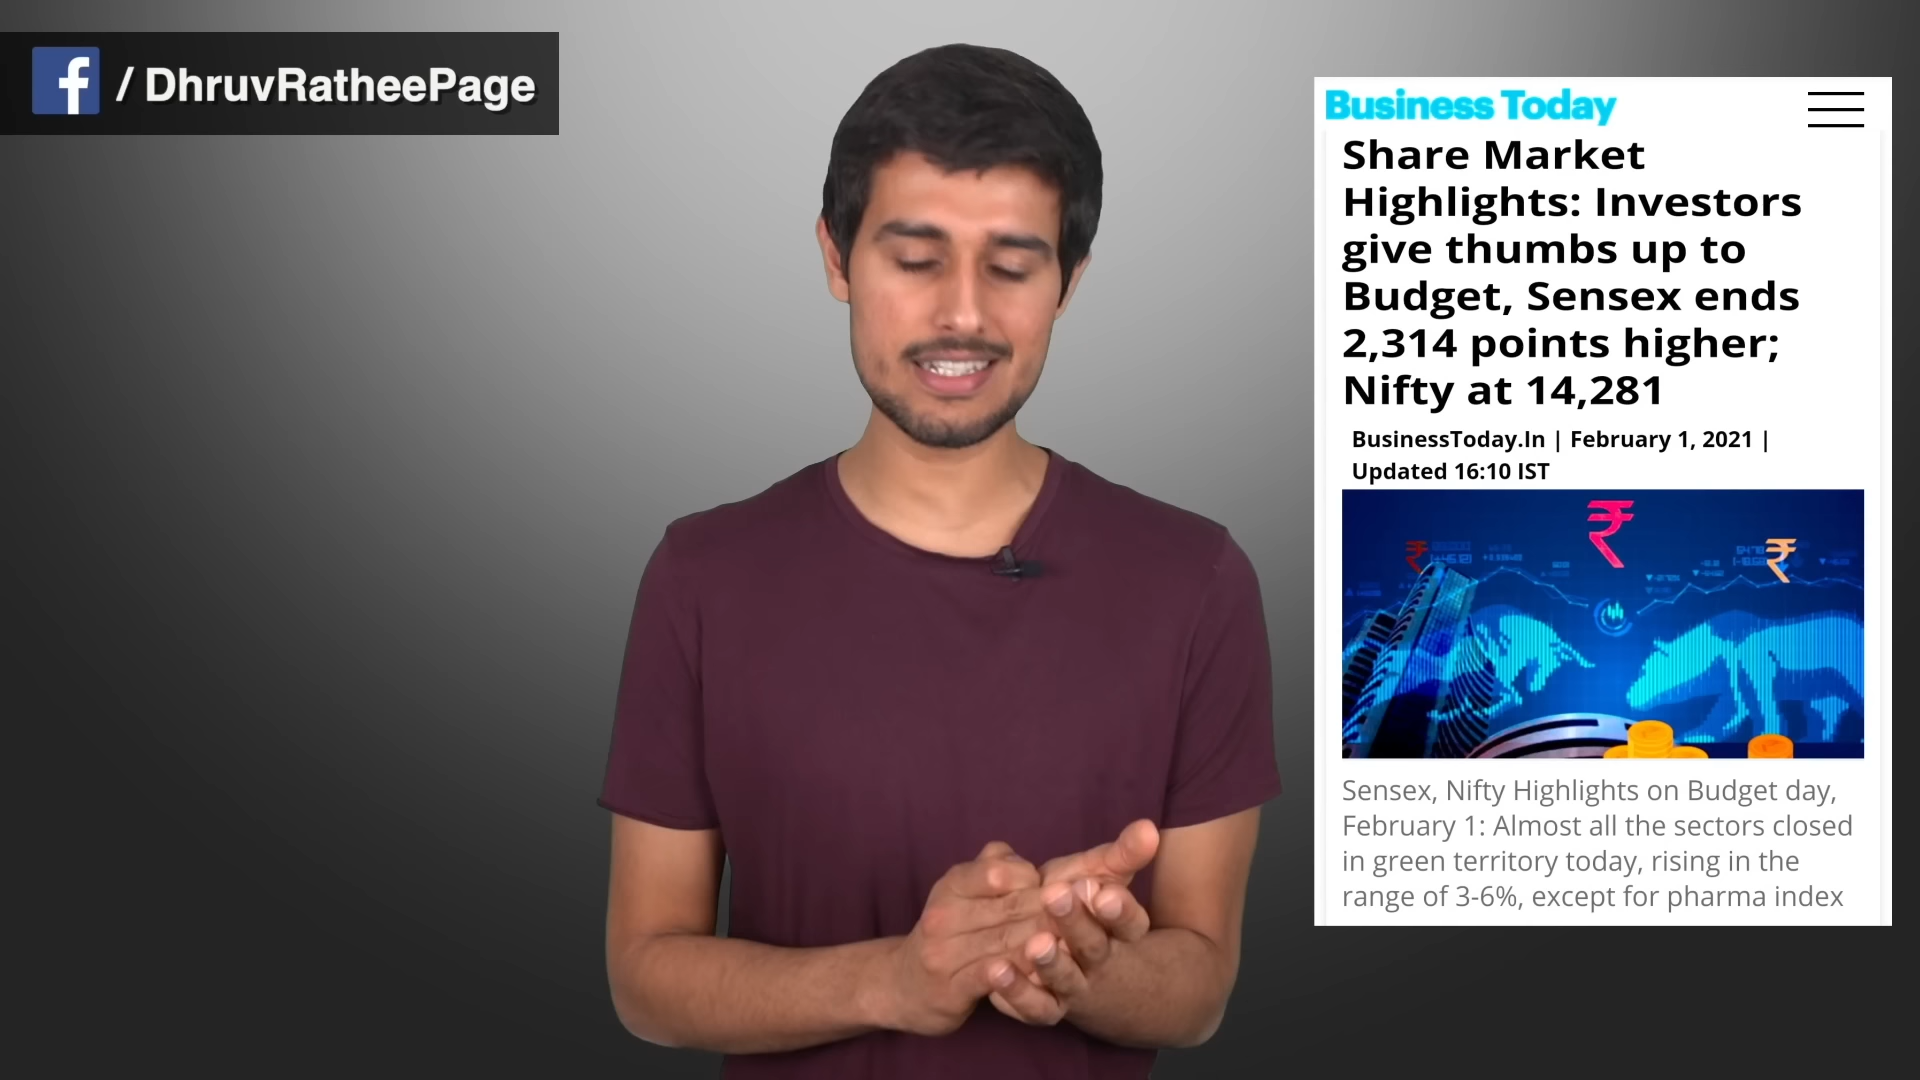 f / DhruvRatheePage
Business Today
Share Market
Highlights: Investors
give thumbs up to
Budget, Sensex ends
2,314 points higher;
Nifty at 14,281
BusinessToday.In | February 1, 2021 |
Updated 16:10 IST
₹
₹ ₹
Sensex, Nifty Highlights on Budget day,
February 1: Almost all the sectors closed
in green territory today, rising in the
range of 3-6%, except for pharma index